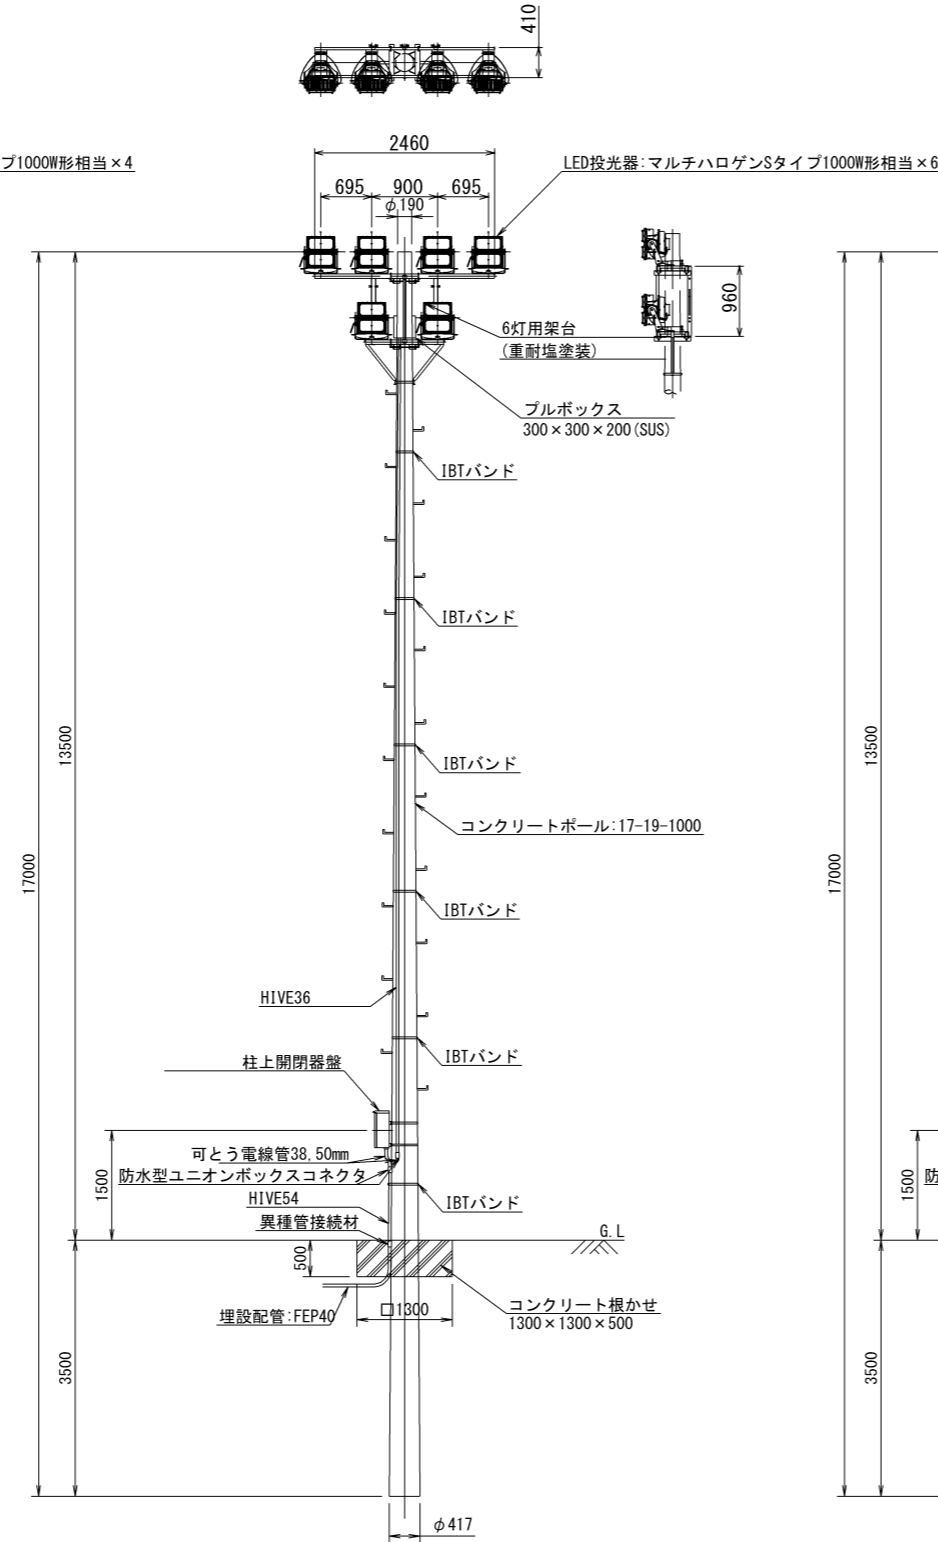 410
2460
プ1000W形相当×4
LED投光器:マルチハロゲンSタイプ1000W形相当×6
695
900
695
φ190
960
6灯用架台
(重耐塩塗装)
プルボックス
300×300×200(SUS)
IBTバンド
IBTバンド
13500
13500
IBTバンド
コンクリートポール:17-19-1000
17000
17000
IBTバンド
HIVE36
IBTバンド
柱上開閉器盤
可とう電線管38,50mm
防水型ユニオンボックスコネクタ
防
1500
1500
HIVE54
IBTバンド
異種管接続材
G.L
500
埋設配管:FEP40
□1300
コンクリート根かせ
1300×1300×500
3500
3500
φ417